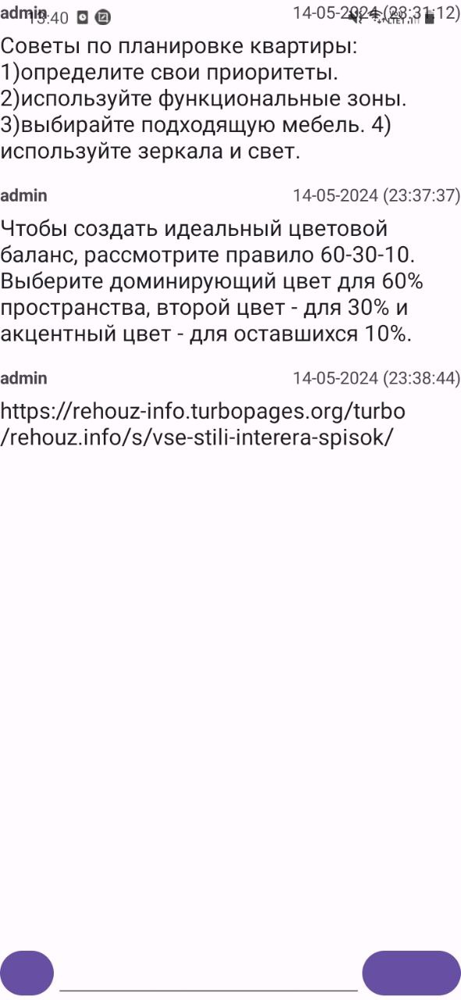 admin 14-05-2024 (23:31:12)
13:40
Советы по планировке квартиры:
1)определите свои приоритеты.
2)используйте функциональные зоны.
3)выбирайте подходящую мебель. 4)
используйте зеркала и свет.
admin 14-05-2024 (23:37:37)
Чтобы создать идеальный цветовой
баланс, рассмотрите правило 60-30-10.
Выберите доминирующий цвет для 60%
пространства, второй цвет - для 30% и
акцентный цвет - для оставшихся 10%.
admin 14-05-2024 (23:38:44)
https://rehouz-info.turbopages.org/turbo
/rehouz.info/s/vse-stili-interera-spisok/